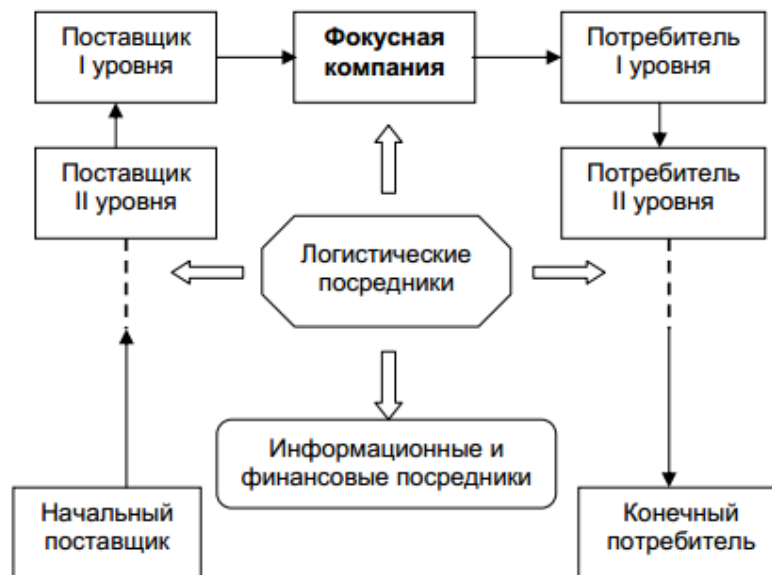 Поставщик
I уровня
Фокусная
компания
Потребитель
I уровня
Поставщик
II уровня
Потребитель
II уровня
Логистические
посредники
Информационные и
финансовые посредники
Начальный
поставщик
Конечный
потребитель